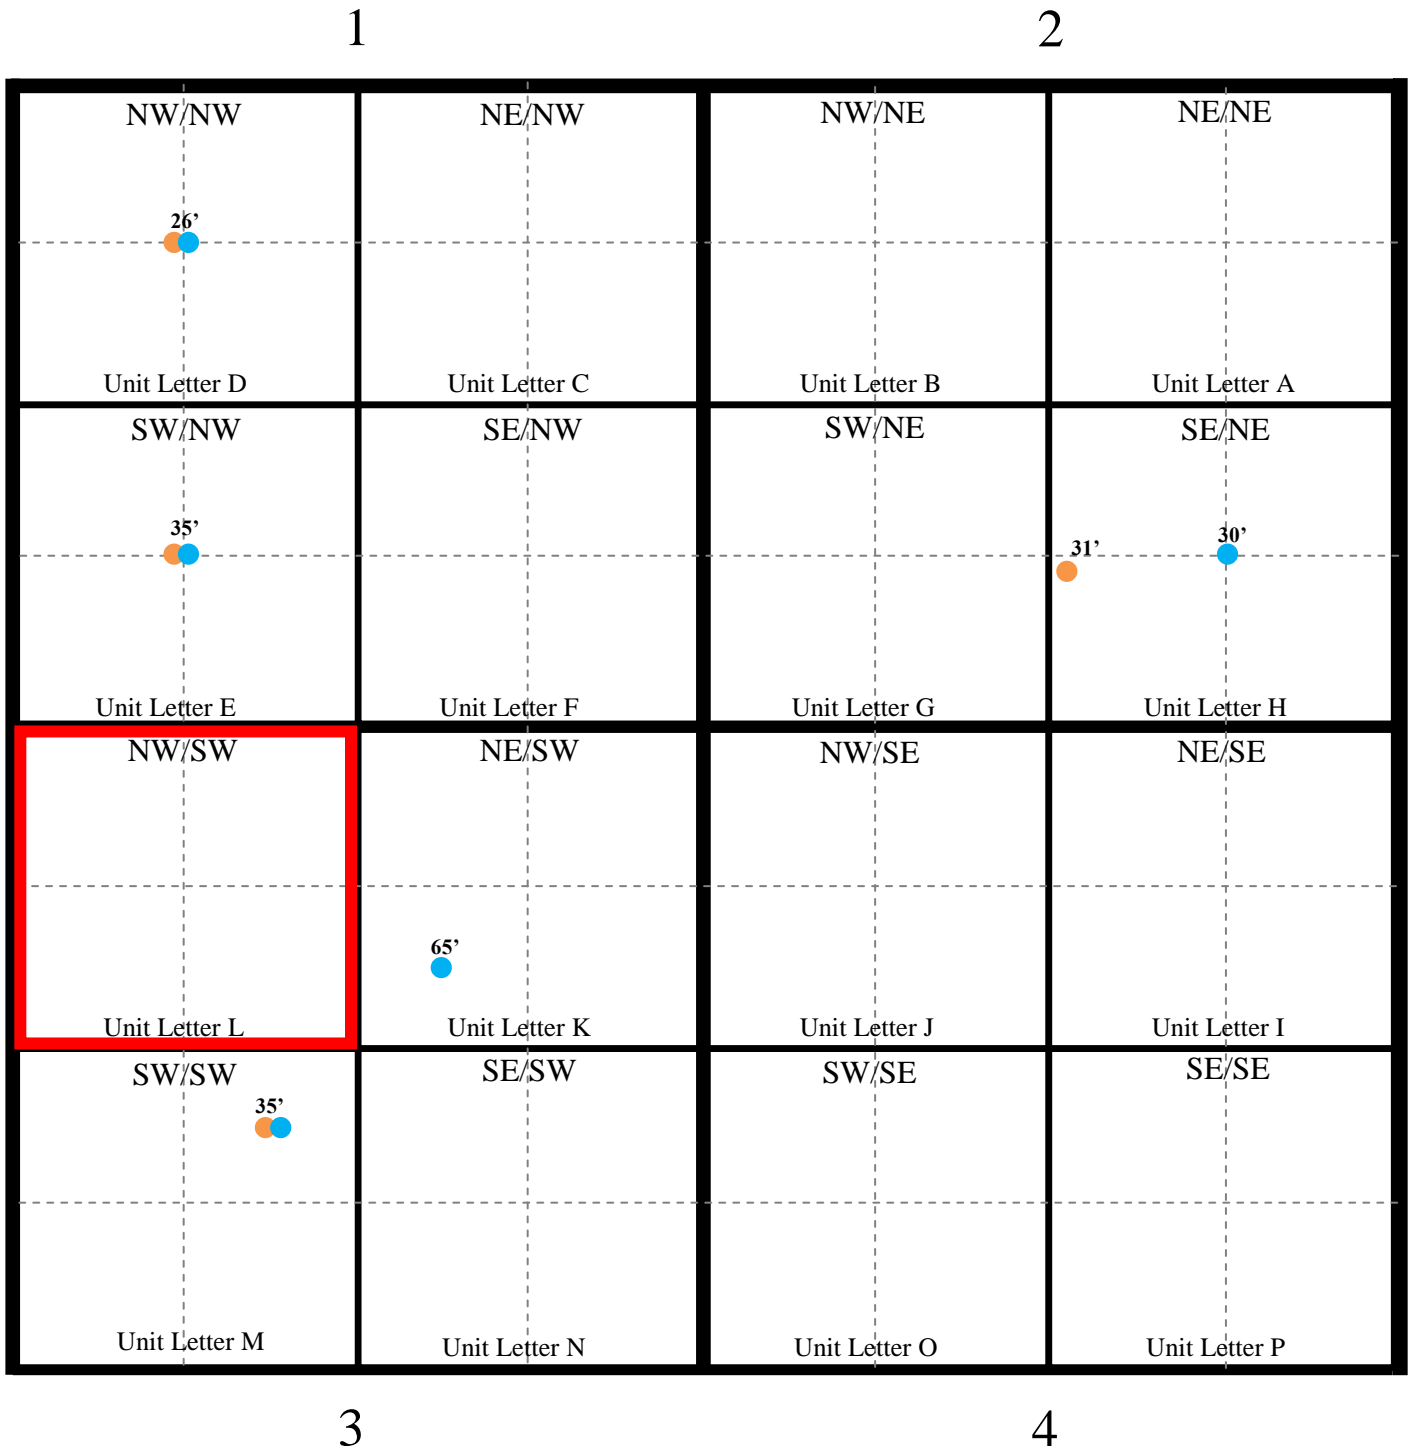 1
2
NW/NW
NE/NW
NW/NE
NE/NE
26’
Unit Letter D
Unit Letter C
Unit Letter B
Unit Letter A
SW/NW
SE/NW
SW/NE
SE/NE
35’
31’
30’
Unit Letter E
Unit Letter F
Unit Letter G
Unit Letter H
NW/SW
NE/SW
NW/SE
NE/SE
65’
Unit Letter L
Unit Letter K
Unit Letter J
Unit Letter I
SW/SW
SE/SW
SW/SE
SE/SE
35’
Unit Letter M
Unit Letter N
Unit Letter O
Unit Letter P
3
4